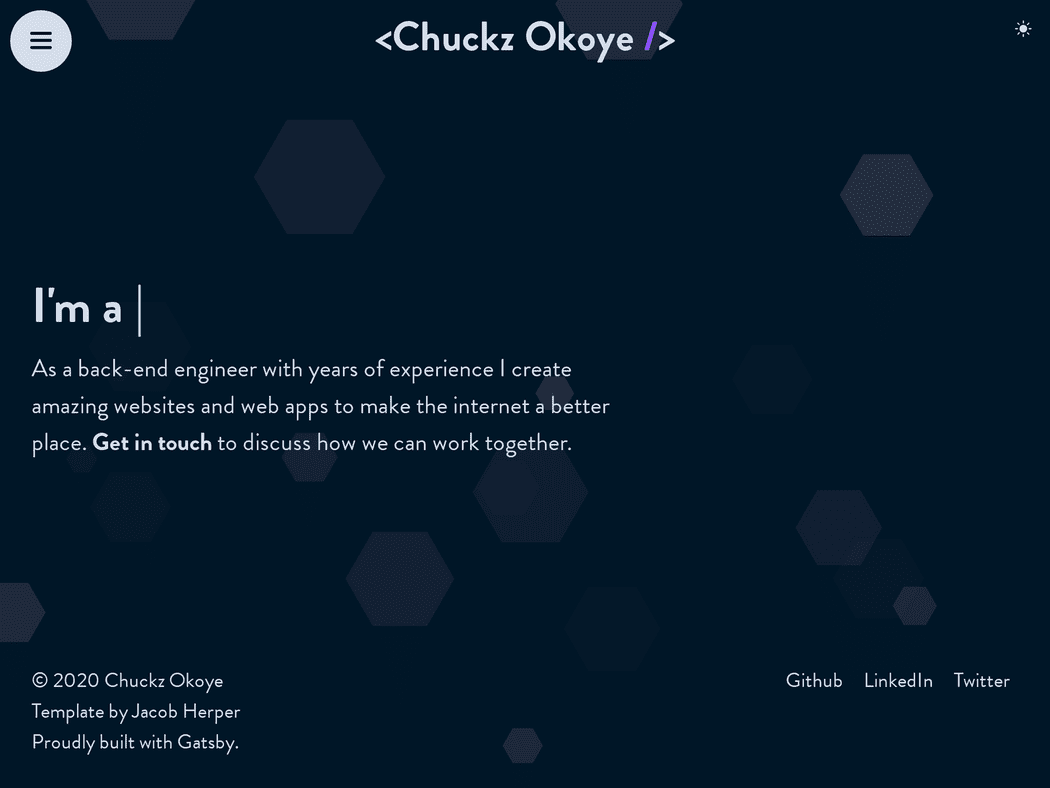 <Chuckz Okoye />
I'm a
As a back-end engineer with years of experience I create
amazing websites and web apps to make the internet a better
place. Get in touch to discuss how we can work together.
© 2020 Chuckz Okoye
Github LinkedIn Twitter
Template by Jacob Herper
Proudly built with Gatsby.